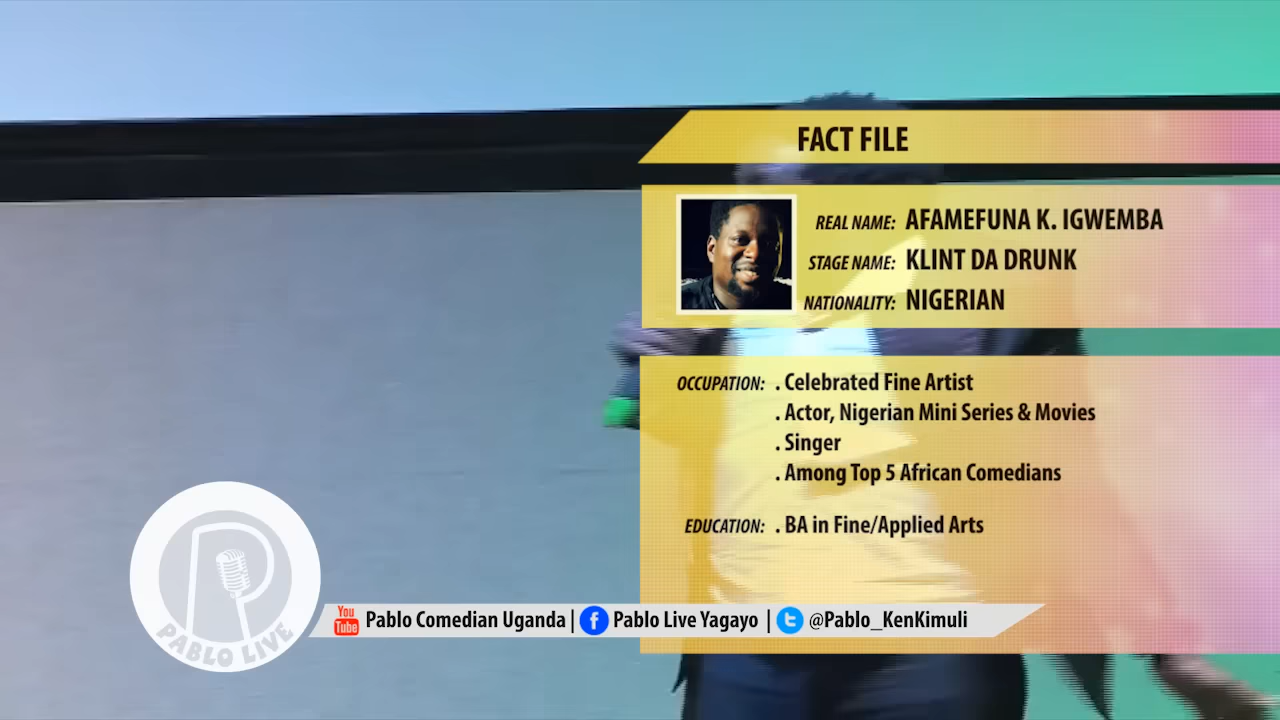 FACT FILE
REAL NAME: AFAMEFUNA K. IGWEMBA
STAGE NAME: KLINT DA DRUNK
NATIONALITY: NIGERIAN
OCCUPATION: . Celebrated Fine Artist
. Actor, Nigerian Mini Series & Movies
. Singer
. Among Top 5 African Comedians
EDUCATION: . BA in Fine/Applied Arts
You Tube Pablo Comedian Uganda | f Pablo Live Yagayo | t @Pablo_KenKimuli
P
PABLO LIVE